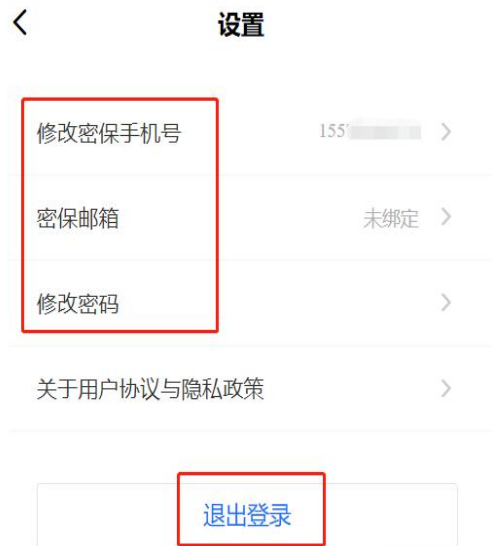 设置
修改密保手机号 155
密保邮箱 未绑定
修改密码
关于用户协议与隐私政策
退出登录